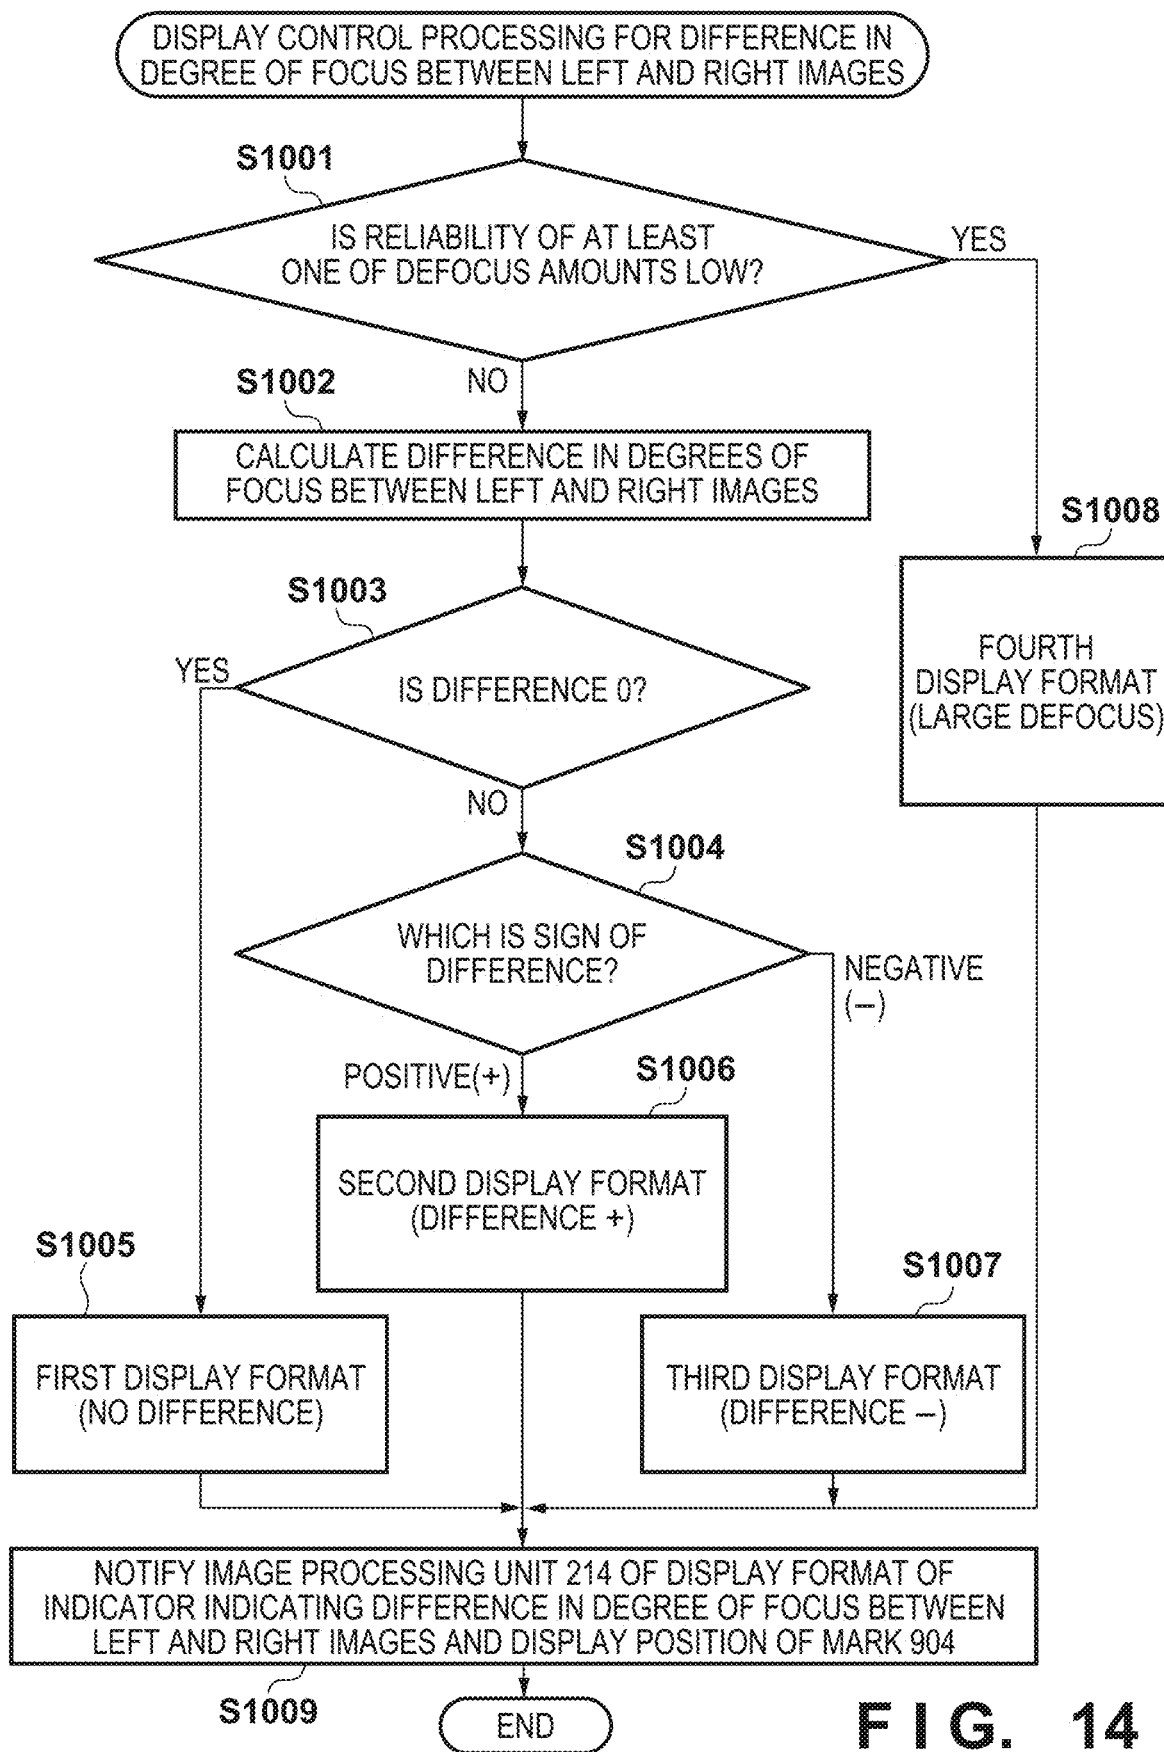 DISPLAY CONTROL PROCESSING FOR DIFFERENCE IN
DEGREE OF FOCUS BETWEEN LEFT AND RIGHT IMAGES
S1001
IS RELIABILITY OF AT LEAST
ONE OF DEFOCUS AMOUNTS LOW?
YES
NO
S1002
CALCULATE DIFFERENCE IN DEGREES OF
FOCUS BETWEEN LEFT AND RIGHT IMAGES
S1008
FOURTH
DISPLAY FORMAT
(LARGE DEFOCUS)
S1003
YES
IS DIFFERENCE 0?
NO
S1004
WHICH IS SIGN OF
DIFFERENCE?
NEGATIVE
(—)
POSITIVE(+)
S1006
SECOND DISPLAY FORMAT
(DIFFERENCE +)
S1005
FIRST DISPLAY FORMAT
(NO DIFFERENCE)
S1007
THIRD DISPLAY FORMAT
(DIFFERENCE —)
NOTIFY IMAGE PROCESSING UNIT 214 OF DISPLAY FORMAT OF
INDICATOR INDICATING DIFFERENCE IN DEGREE OF FOCUS BETWEEN
LEFT AND RIGHT IMAGES AND DISPLAY POSITION OF MARK 904
S1009
END
FIG. 14